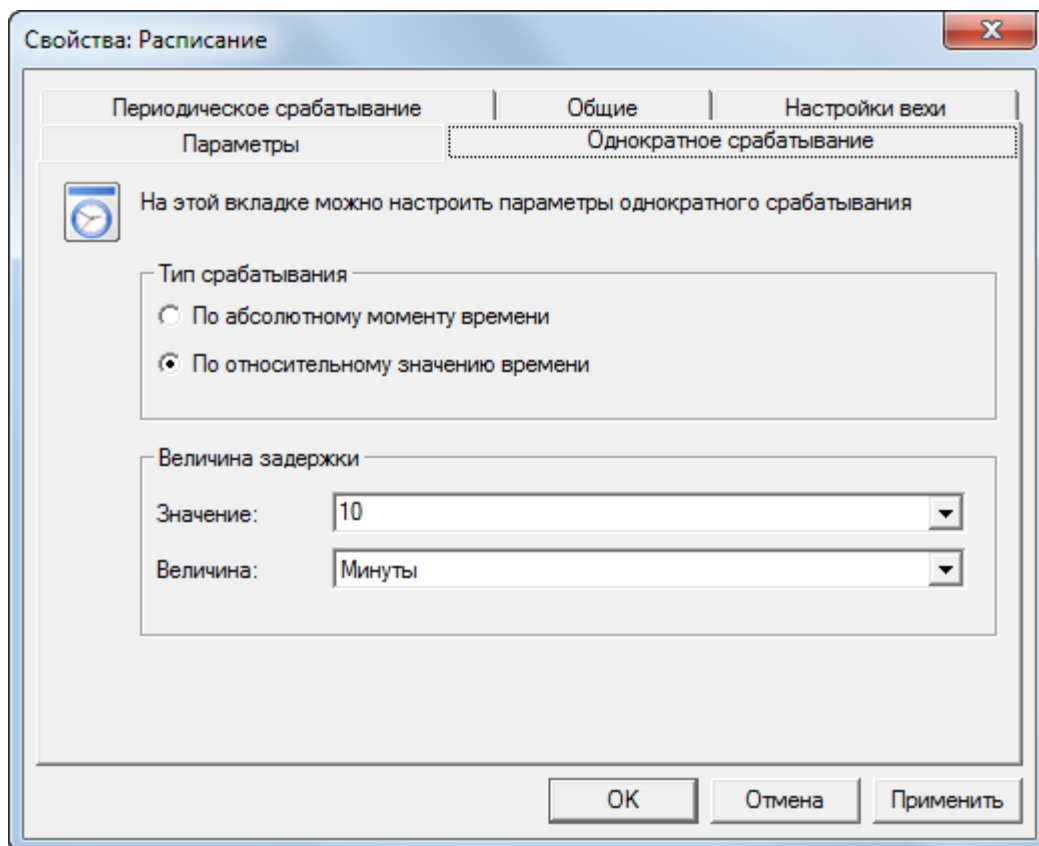 Свойства: Расписание
Периодическое срабатывание Общие Настройки вехи
Параметры Однократное срабатывание
На этой вкладке можно настроить параметры однократного срабатывания
Тип срабатывания
По абсолютному моменту времени
По относительному значению времени
Величина задержки
Значение: 10
Величина: Минуты
OK Отмена Применить